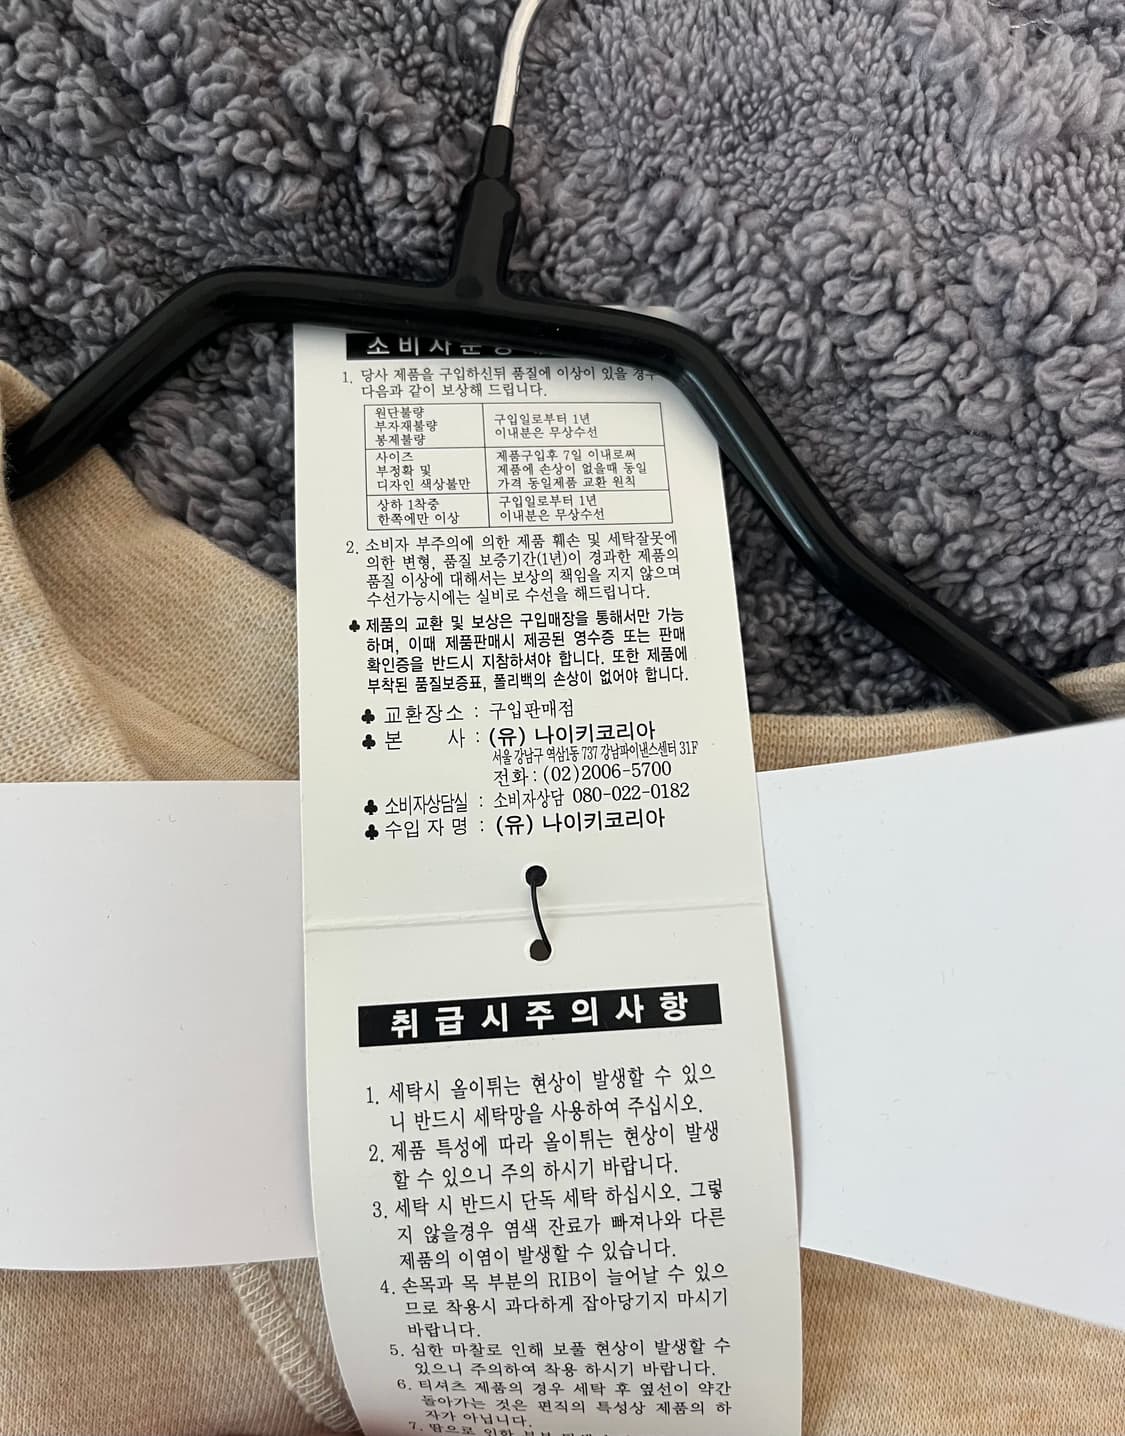 소비자분
1. 당사 제품을 구입하신뒤 품질에 이상이 있을 경우
다음과 같이 보상해 드립니다.
원단불량
부자재불량
봉제불량
구입일로부터 1년
이내분은 무상수선
사이즈
부정확 및
디자인 색상불만
제품구입후 7일 이내로써
제품에 손상이 없을때 동일
가격 동일제품 교환 원칙
상하 1착중
한쪽에만 이상
구입일로부터 1년
이내분은 무상수선
2. 소비자 부주의에 의한 제품 훼손 및 세탁잘못에
의한 변형, 품질 보증기간(1년)이 경과한 제품의
품질 이상에 대해서는 보상의 책임을 지지 않으며
수선가능시에는 실비로 수선을 해드립니다.
♣ 제품의 교환 및 보상은 구입매장을 통해서만 가능
하며, 이때 제품판매시 제공된 영수증 또는 판매
확인증을 반드시 지참하셔야 합니다. 또한 제품에
부착된 품질보증표, 폴리백의 손상이 없어야 합니다.
♣ 교환장소 : 구입판매점
♣ 본 사 : (유) 나이키코리아
서울 강남구 역삼1동 737 강남파이낸스센터 31F
전화 : (02)2006-5700
♣ 소비자상담실 : 소비자상담 080-022-0182
♣ 수입자명 : (유) 나이키코리아
취급시주의사항
1. 세탁시 올이튀는 현상이 발생할 수 있으
니 반드시 세탁망을 사용하여 주십시오.
2. 제품 특성에 따라 올이튀는 현상이 발생
할 수 있으니 주의 하시기 바랍니다.
3. 세탁 시 반드시 단독 세탁 하십시오. 그렇
지 않을경우 염색 잔료가 빠져나와 다른
제품의 이염이 발생할 수 있습니다.
4. 손목과 목 부분의 RIB이 늘어날 수 있으
므로 착용시 과다하게 잡아당기지 마시기
바랍니다.
5. 심한 마찰로 인해 보풀 현상이 발생할 수
있으니 주의하여 착용 하시기 바랍니다.
6. 티셔츠 제품의 경우 세탁 후 옆선이 약간
돌아가는 것은 편직의 특성상 제품의 하
자가 아닙니다.
7. 땀으로 인한